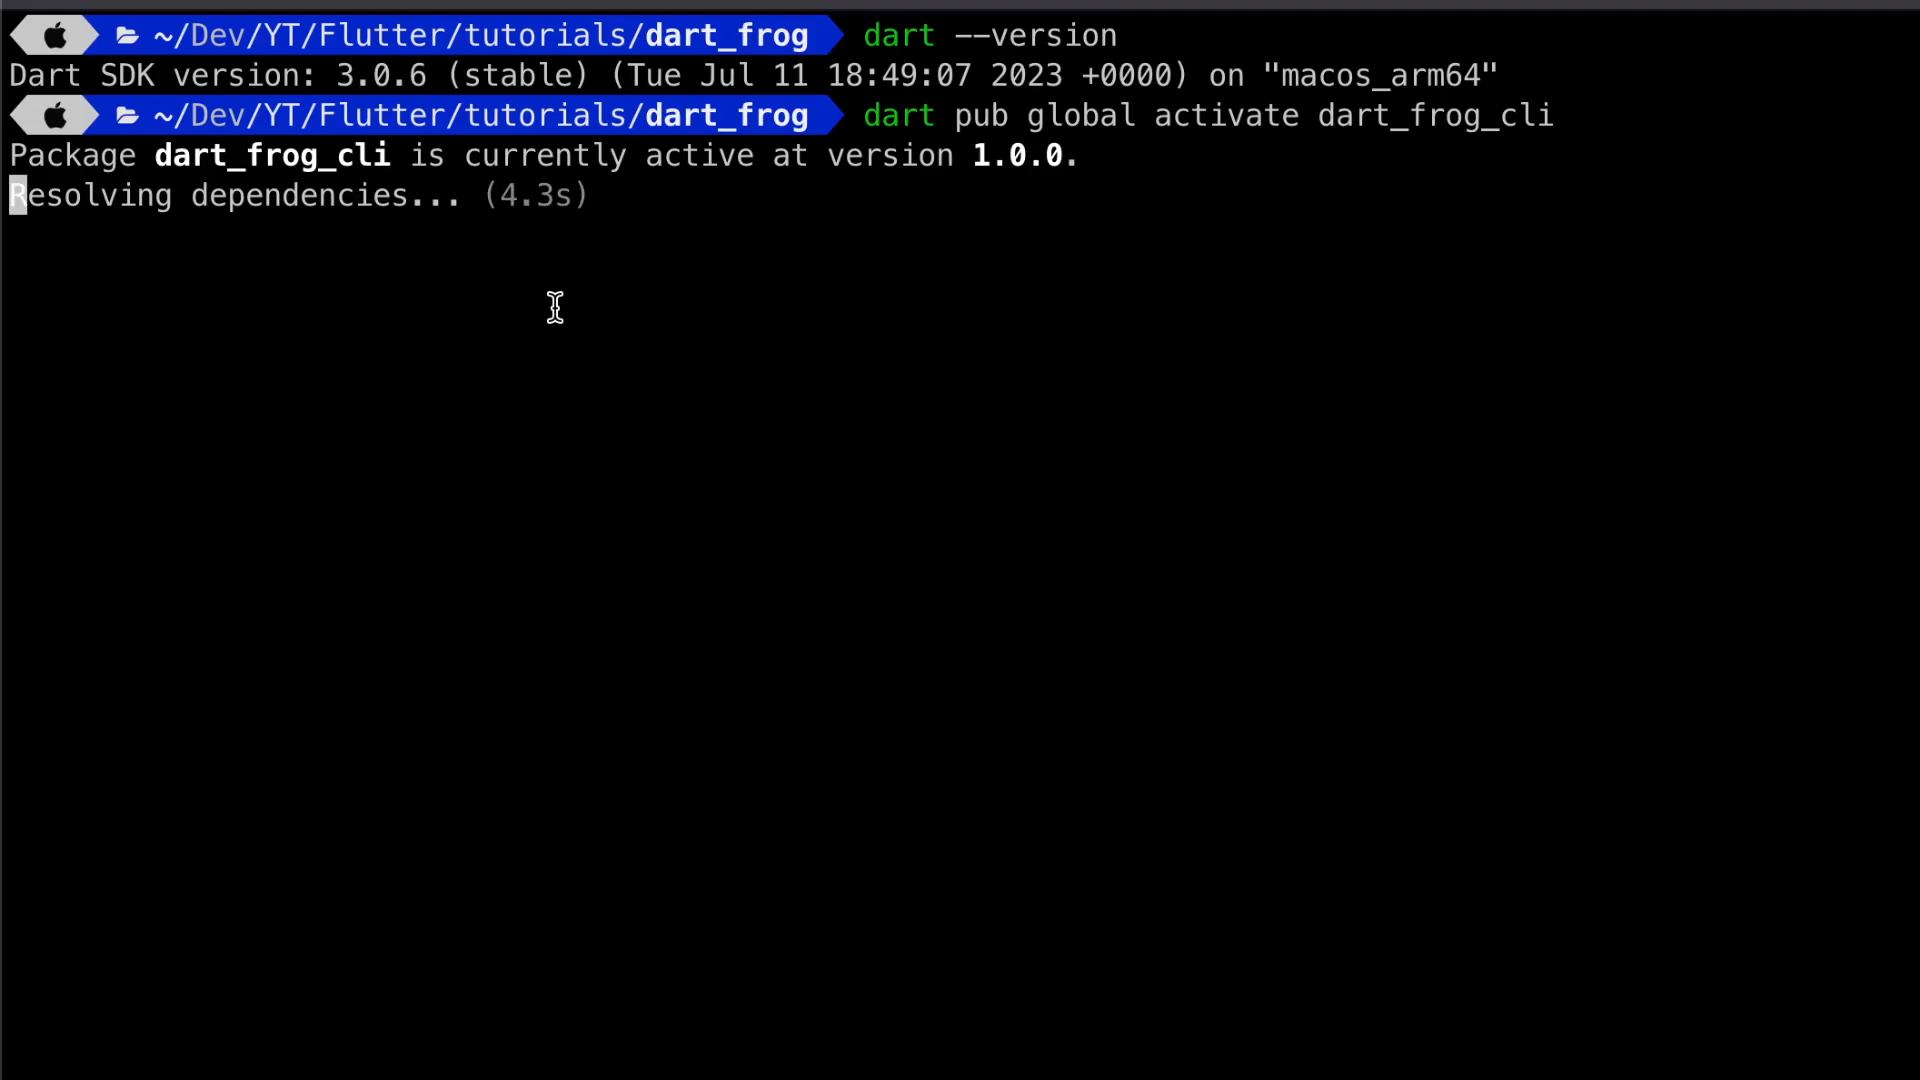 ~/Dev/YT/Flutter/tutorials/dart_frog dart --version
Dart SDK version: 3.0.6 (stable) (Tue Jul 11 18:49:07 2023 +0000) on "macos_arm64"
~/Dev/YT/Flutter/tutorials/dart_frog dart pub global activate dart_frog_cli
Package dart_frog_cli is currently active at version 1.0.0.
Resolving dependencies... (4.3s)